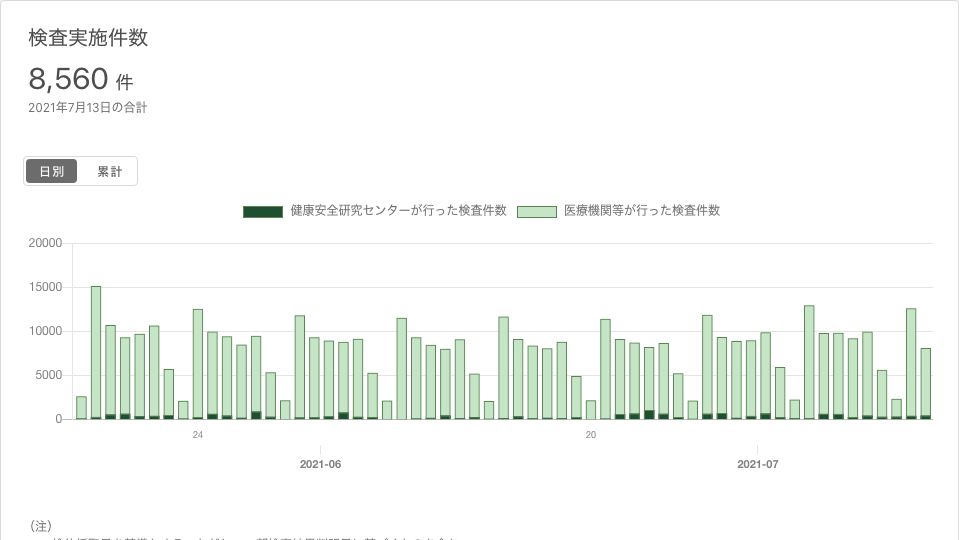 検査実施件数
8,560 件
2021年7月13日の合計
日別 累計
健康安全研究センターが行った検査件数 医療機関等が行った検査件数
20000
15000
10000
5000
0
24 20
2021-06 2021-07
（注）